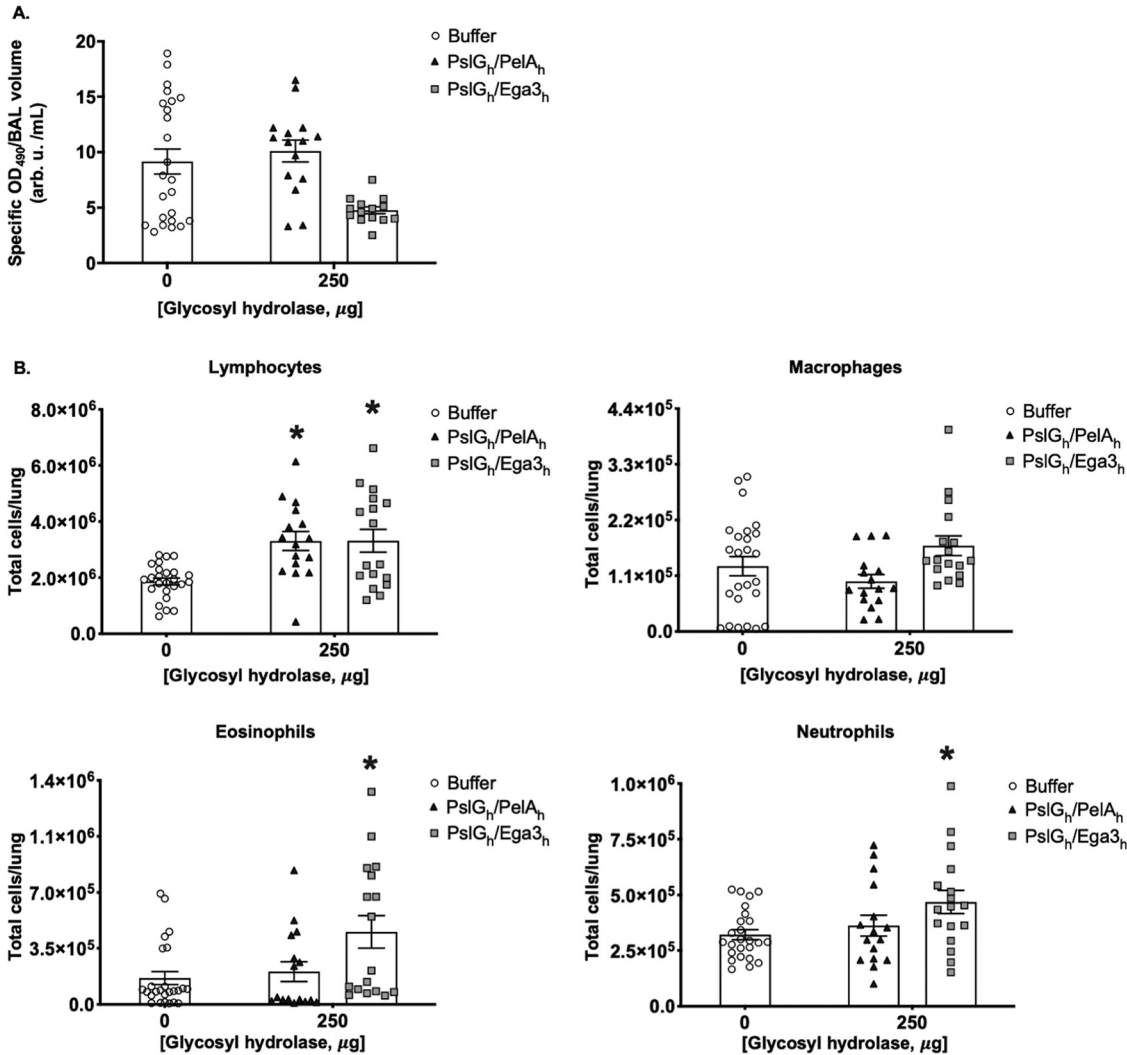 A.
Specific OD490/BAL volume
(arb. u. /mL)
20
15
10
5
0
0
250
[Glycosyl hydrolase, μg]
Buffer
PslGh/PelAh
PslGh/Ega3h
B.
Lymphocytes
Total cells/lung
8.0×10^6
6.0×10^6
4.0×10^6
2.0×10^6
0.0
*
*
0
250
[Glycosyl hydrolase, μg]
Buffer
PslGh/PelAh
PslGh/Ega3h
Macrophages
Total cells/lung
4.4×10^5
3.3×10^5
2.2×10^5
1.1×10^5
0.0
0
250
[Glycosyl hydrolase, μg]
Buffer
PslGh/PelAh
PslGh/Ega3h
Eosinophils
Total cells/lung
1.4×10^6
1.1×10^6
7.0×10^5
3.5×10^5
0.0
*
0
250
[Glycosyl hydrolase, μg]
Buffer
PslGh/PelAh
PslGh/Ega3h
Neutrophils
Total cells/lung
1.0×10^6
7.5×10^5
5.0×10^5
2.5×10^5
0.0
*
0
250
[Glycosyl hydrolase, μg]
Buffer
PslGh/PelAh
PslGh/Ega3h